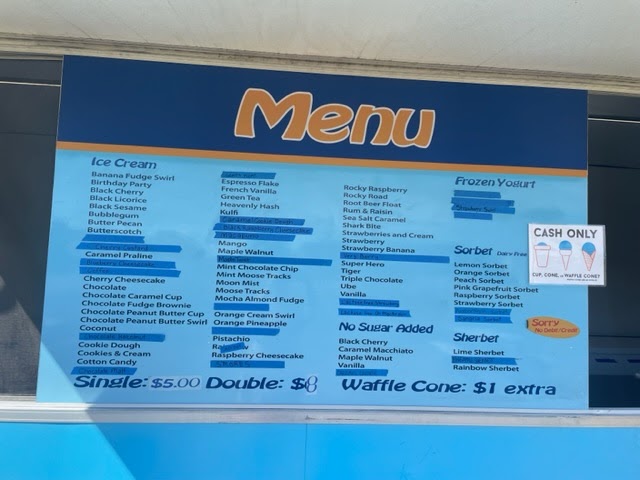 Menu
Ice Cream
Banana Fudge Swirl
Birthday Party
Black Cherry
Black Licorice
Black Sesame
Bubblegum
Butter Pecan
Butterscotch
Caramel Praline
Cherry Cheesecake
Chocolate
Chocolate Caramel Cup
Chocolate Fudge Brownie
Chocolate Peanut Butter Cup
Chocolate Peanut Butter Swirl
Coconut
Cookie Dough
Cookies & Cream
Cotton Candy
Espresso Flake
French Vanilla
Green Tea
Heavenly Hash
Kulfi
Mango
Maple Walnut
Mint Chocolate Chip
Mint Moose Tracks
Moon Mist
Moose Tracks
Mocha Almond Fudge
Orange Cream Swirl
Orange Pineapple
Pistachio
Raspberry Cheesecake
Rocky Raspberry
Rocky Road
Root Beer Float
Rum & Raisin
Sea Salt Caramel
Shark Bite
Strawberries and Cream
Strawberry
Strawberry Banana
Super Hero
Tiger
Triple Chocolate
Ube
Vanilla
No Sugar Added
Black Cherry
Caramel Macchiato
Maple Walnut
Vanilla
Frozen Yogurt
Sorbet Dairy Free
Lemon Sorbet
Orange Sorbet
Peach Sorbet
Pink Grapefruit Sorbet
Raspberry Sorbet
Strawberry Sorbet
Sherbet
Lime Sherbet
Rainbow Sherbet
Single: $5.00 Double: $8 Waffle Cone: $1 extra
CASH ONLY
CUP, CONE, or WAFFLE CONE?
Sorry
No Debit/Credit